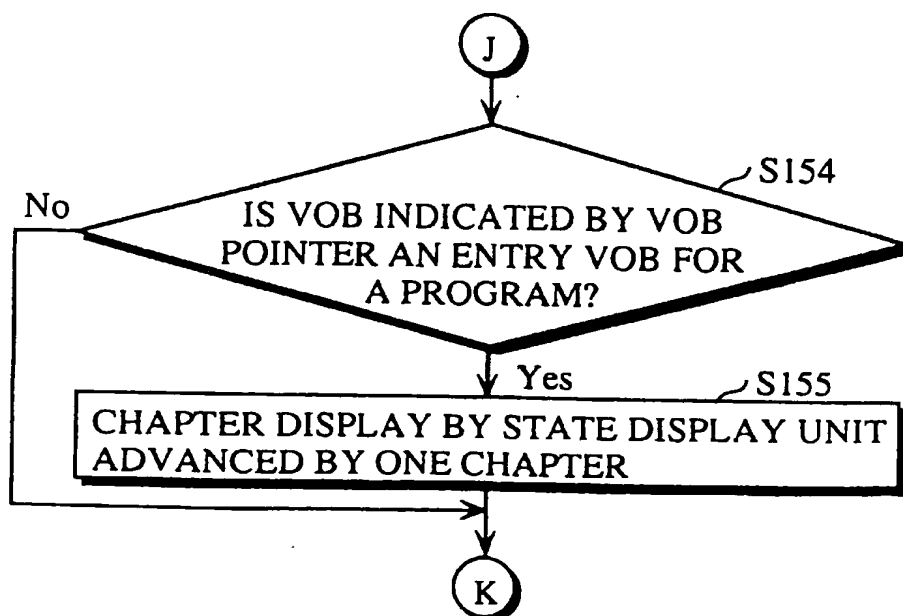 J
S154
No
IS VOB INDICATED BY VOB
POINTER AN ENTRY VOB FOR
A PROGRAM?
Yes
S155
CHAPTER DISPLAY BY STATE DISPLAY UNIT
ADVANCED BY ONE CHAPTER
K